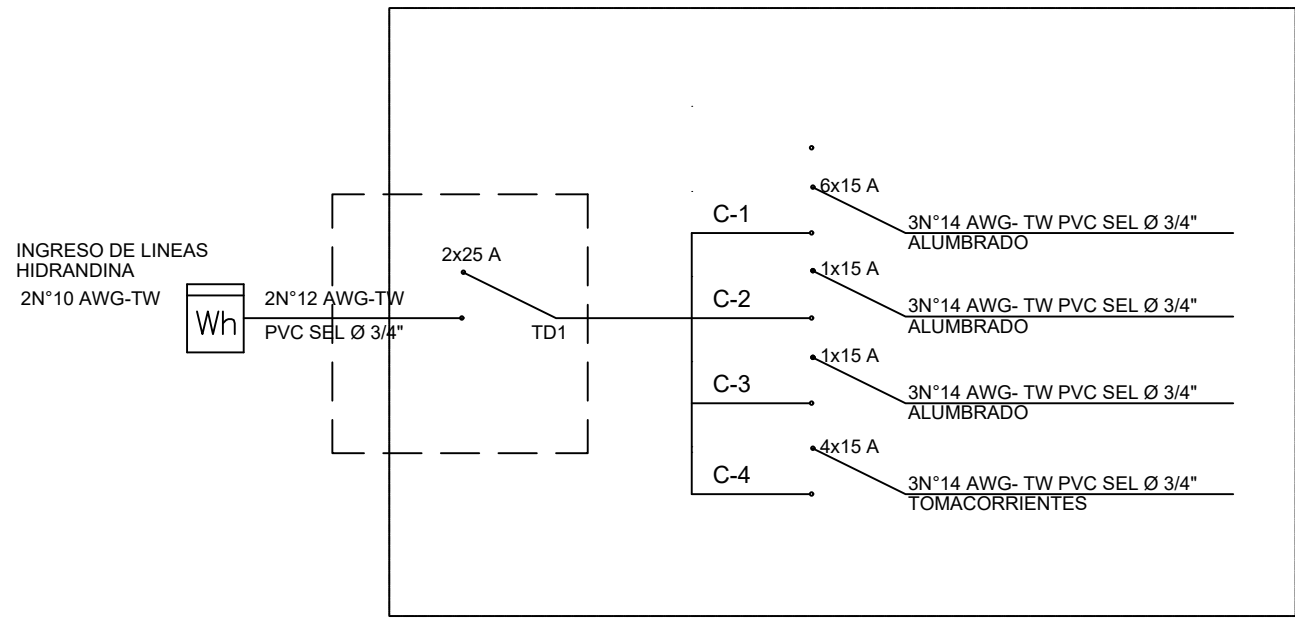 INGRESO DE LINEAS
HIDRANDINA
2N°10 AWG-TW
Wh
2N°12 AWG-TW
PVC SEL Ø 3/4"
2x25 A
TD1
C-1
6x15 A
3N°14 AWG- TW PVC SEL Ø 3/4"
ALUMBRADO
C-2
1x15 A
3N°14 AWG- TW PVC SEL Ø 3/4"
ALUMBRADO
C-3
1x15 A
3N°14 AWG- TW PVC SEL Ø 3/4"
ALUMBRADO
C-4
4x15 A
3N°14 AWG- TW PVC SEL Ø 3/4"
TOMACORRIENTES